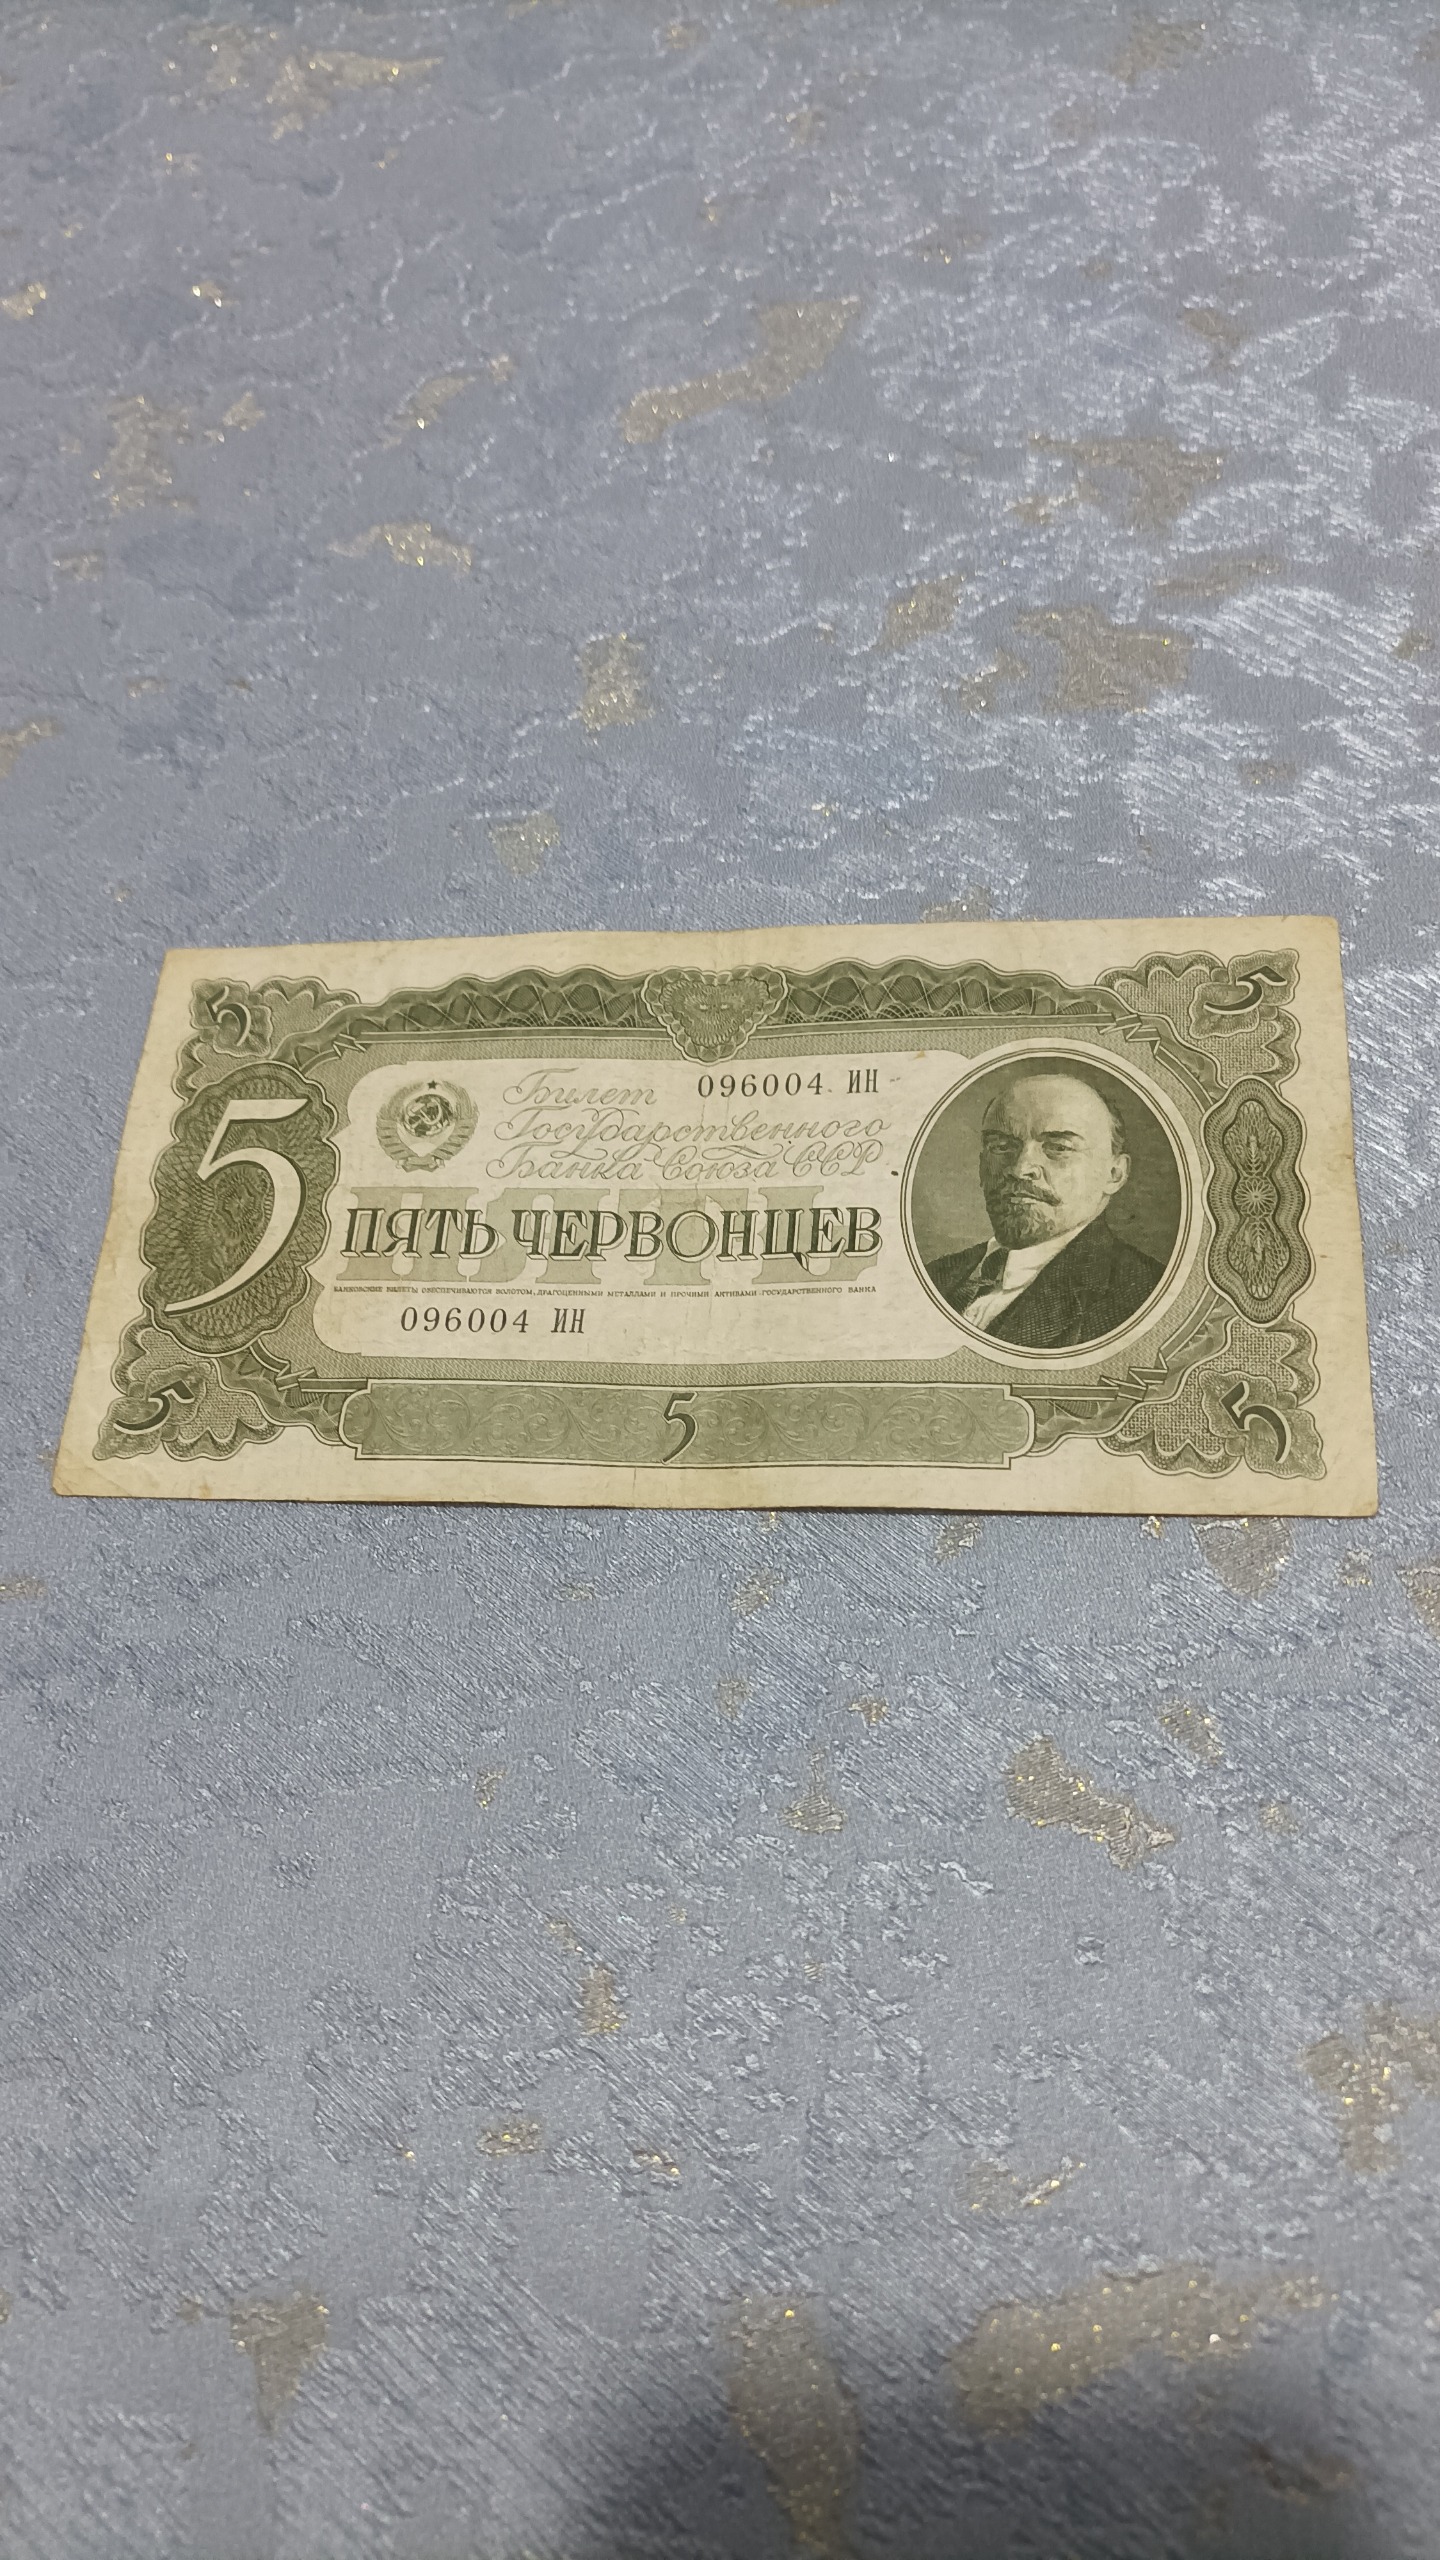 5
5
Билет 096004 ИН
Государственного
Банка Союза ССР
5
ПЯТЬ
ПЯТЬ ЧЕРВОНЦЕВ
БАНКОВСКИЕ БИЛЕТЫ ОБЕСПЕЧИВАЮТСЯ ЗОЛОТОМ, ДРАГОЦЕННЫМИ МЕТАЛЛАМИ И ПРОЧИМИ АКТИВАМИ ГОСУДАРСТВЕННОГО БАНКА
096004 ИН
5
5
5